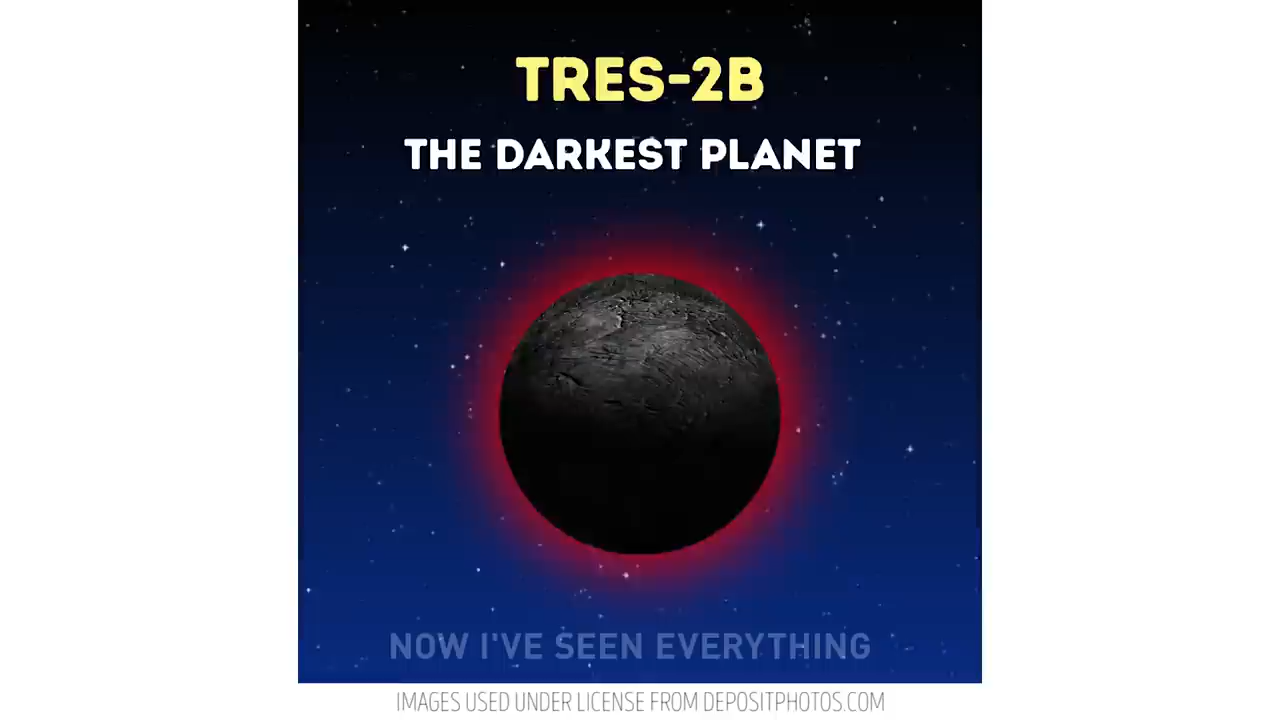 TRES-2B
THE DARKEST PLANET
NOW I'VE SEEN EVERYTHING
IMAGES USED UNDER LICENSE FROM DEPOSITPHOTOS.COM